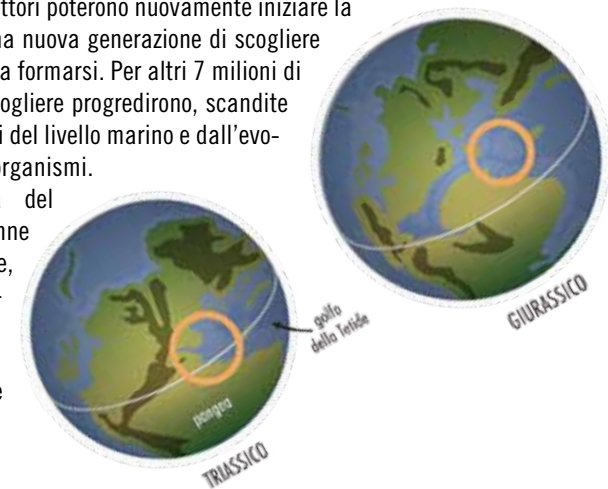 ttori poterono nuovamente iniziare la
na nuova generazione di scogliere
a formarsi. Per altri 7 milioni di
ogliere progredirono, scandite
i del livello marino e dall’evo-
organismi.
del
nne
e,
-
e
GIURASSICO
golfo
della Tetide
pangea
TRIASSICO